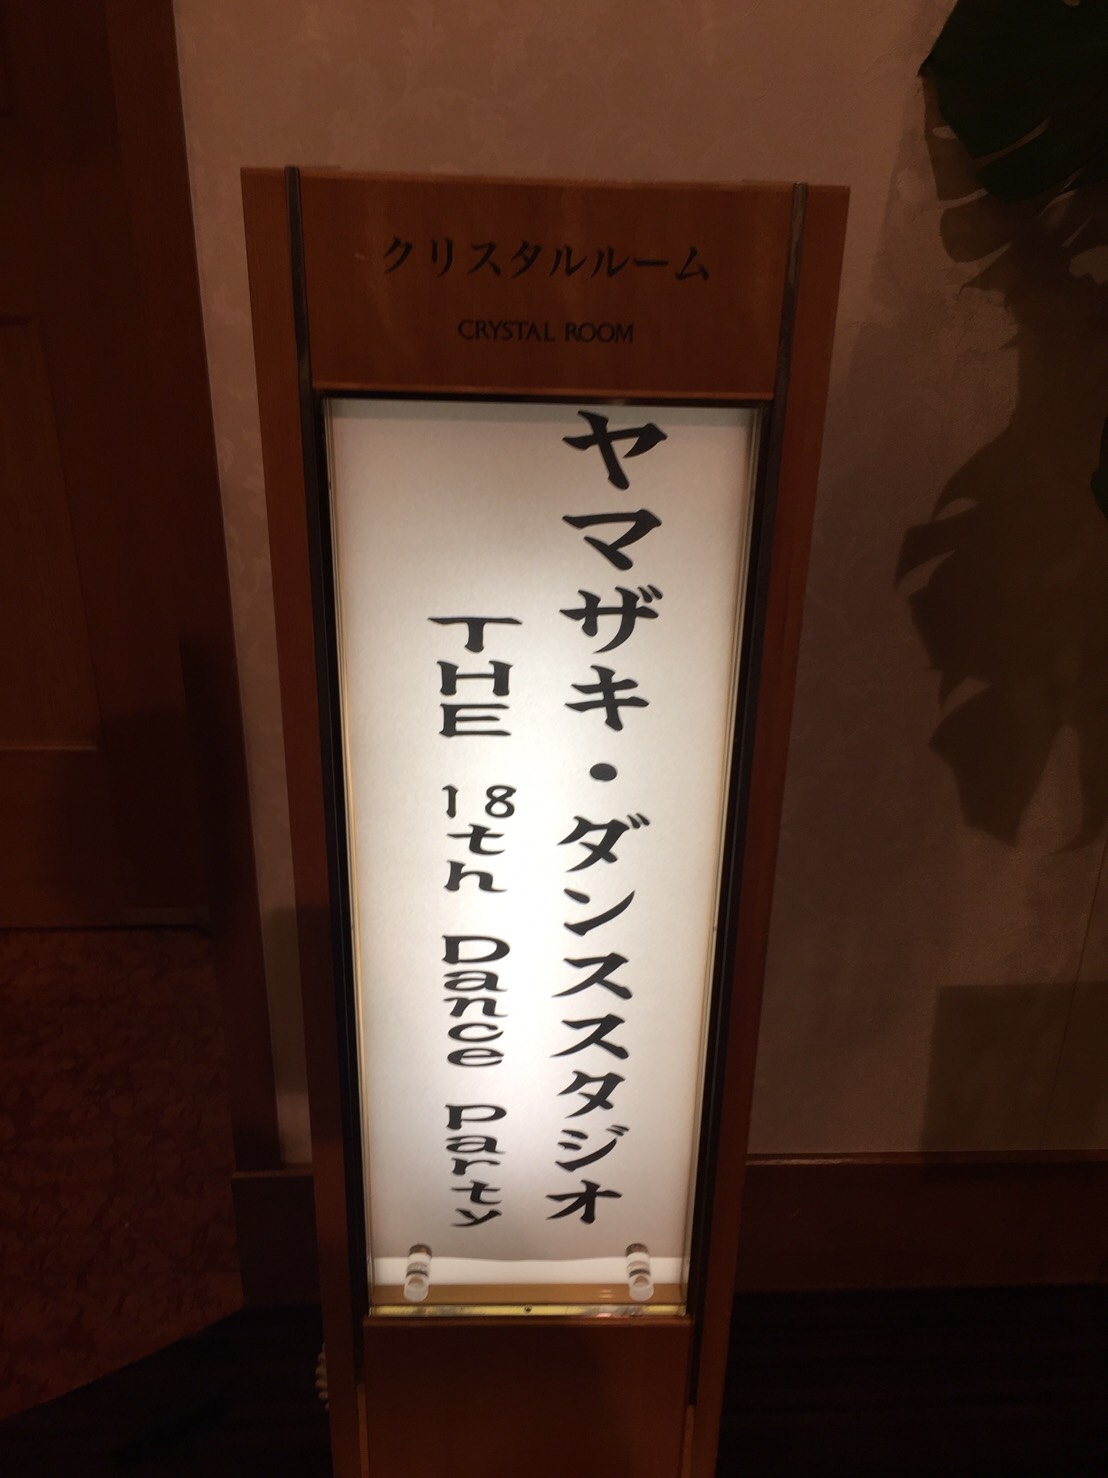 クリスタルルーム
CRYSTAL ROOM
ヤマザキ・ダンススタジオ
THE 18th Dance Party